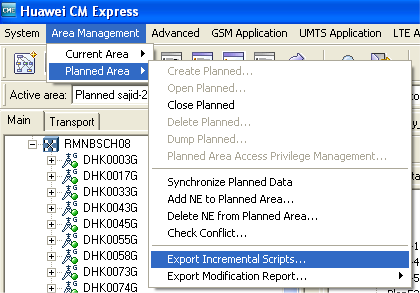 CME Huawei CM Express
System Area Management Advanced GSM Application UMTS Application LTE A
Current Area
Planned Area
Active area: Planned sajid-2
Main Transport
RMNBSCH08
DHK0003G
DHK0017G
DHK0033G
DHK0043G
DHK0045G
DHK0055G
DHK0058G
DHK0073G
DHK0074G
Create Planned...
Open Planned...
Close Planned
Delete Planned...
Dump Planned...
Planned Area Access Privilege Management...
Synchronize Planned Data
Add NE to Planned Area...
Delete NE from Planned Area...
Check Conflict...
Export Incremental Scripts...
Export Modification Report...